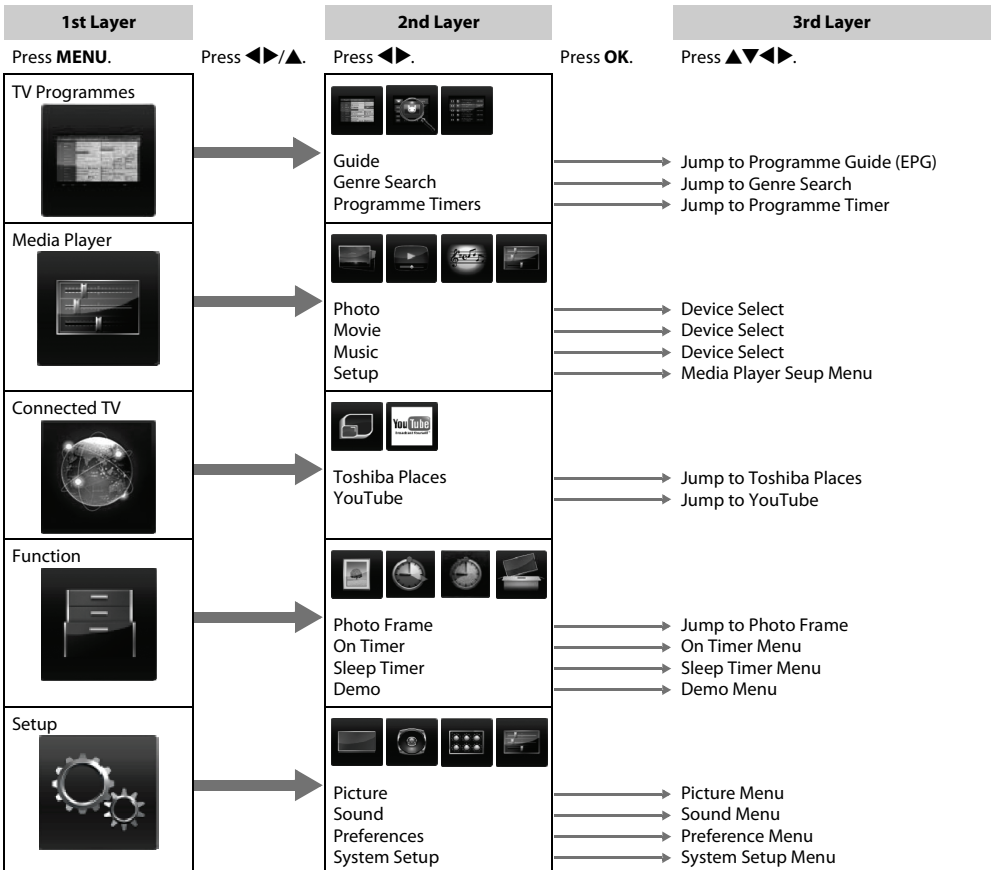 1st Layer
2nd Layer
3rd Layer
Press MENU.
Press ◀▶/▲.
Press ◀▶.
Press OK.
Press ▲▼◀▶.
TV Programmes
Guide
Genre Search
Programme Timers
Jump to Programme Guide (EPG)
Jump to Genre Search
Jump to Programme Timer
Media Player
Photo
Movie
Music
Setup
Device Select
Device Select
Device Select
Media Player Seup Menu
Connected TV
You Tube
Toshiba Places
YouTube
Jump to Toshiba Places
Jump to YouTube
Function
Photo Frame
On Timer
Sleep Timer
Demo
Jump to Photo Frame
On Timer Menu
Sleep Timer Menu
Demo Menu
Setup
Picture
Sound
Preferences
System Setup
Picture Menu
Sound Menu
Preference Menu
System Setup Menu